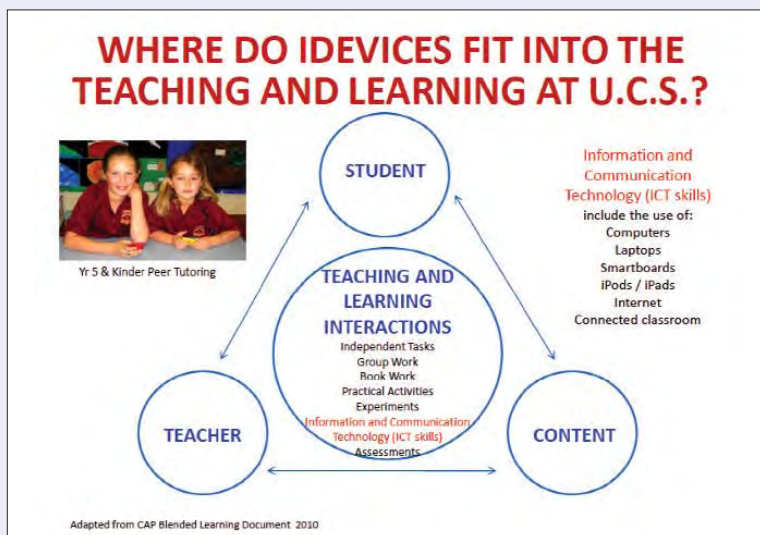 WHERE DO IDEVICES FIT INTO THE
TEACHING AND LEARNING AT U.C.S.?
Yr 5 & Kinder Peer Tutoring
STUDENT
Information and
Communication
Technology (ICT skills)
include the use of:
Computers
Laptops
Smartboards
iPods / iPads
Internet
Connected classroom
TEACHING AND
LEARNING
INTERACTIONS
Independent Tasks
Group Work
Book Work
Practical Activities
Experiments
Information and Communication
Technology (ICT skills)
Assessments
TEACHER
CONTENT
Adapted from CAP Blended Learning Document 2010